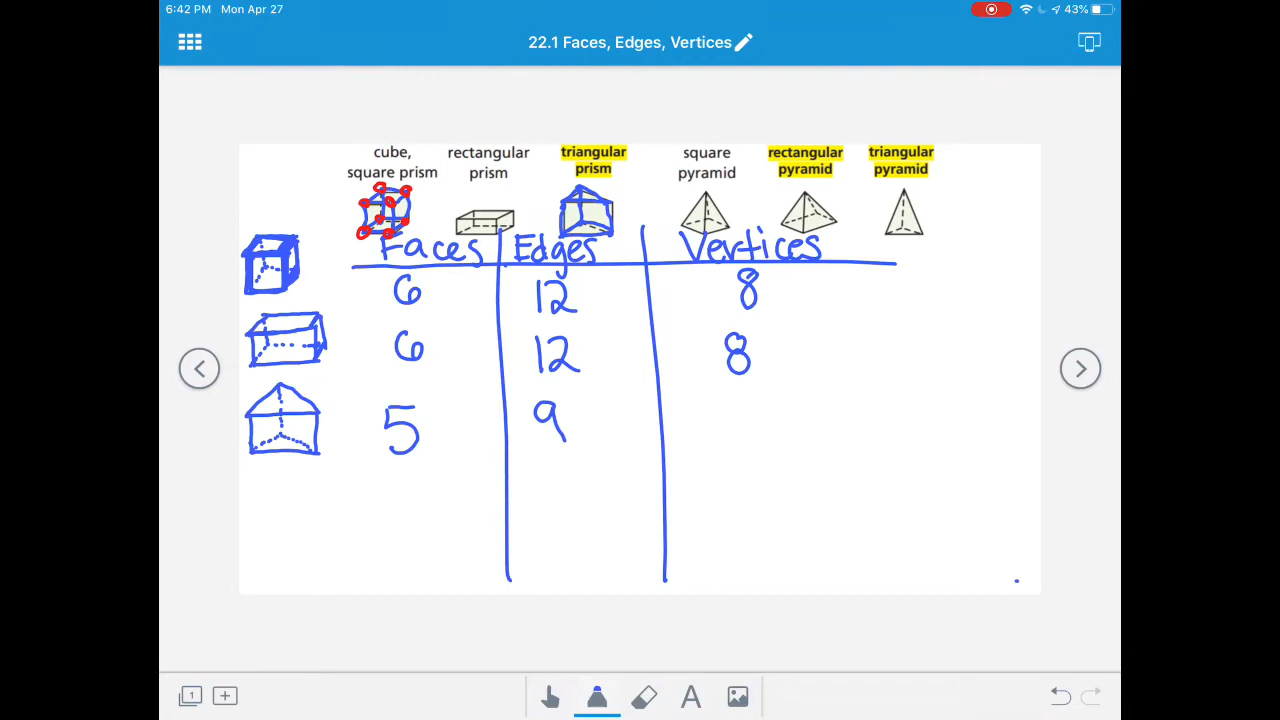 6:42 PM Mon Apr 27
43%
22.1 Faces, Edges, Vertices
cube, square prism
rectangular prism
triangular prism
square pyramid
rectangular pyramid
triangular pyramid
Faces Edges Vertices
6 12 8
6 12 8
5 9
1
A